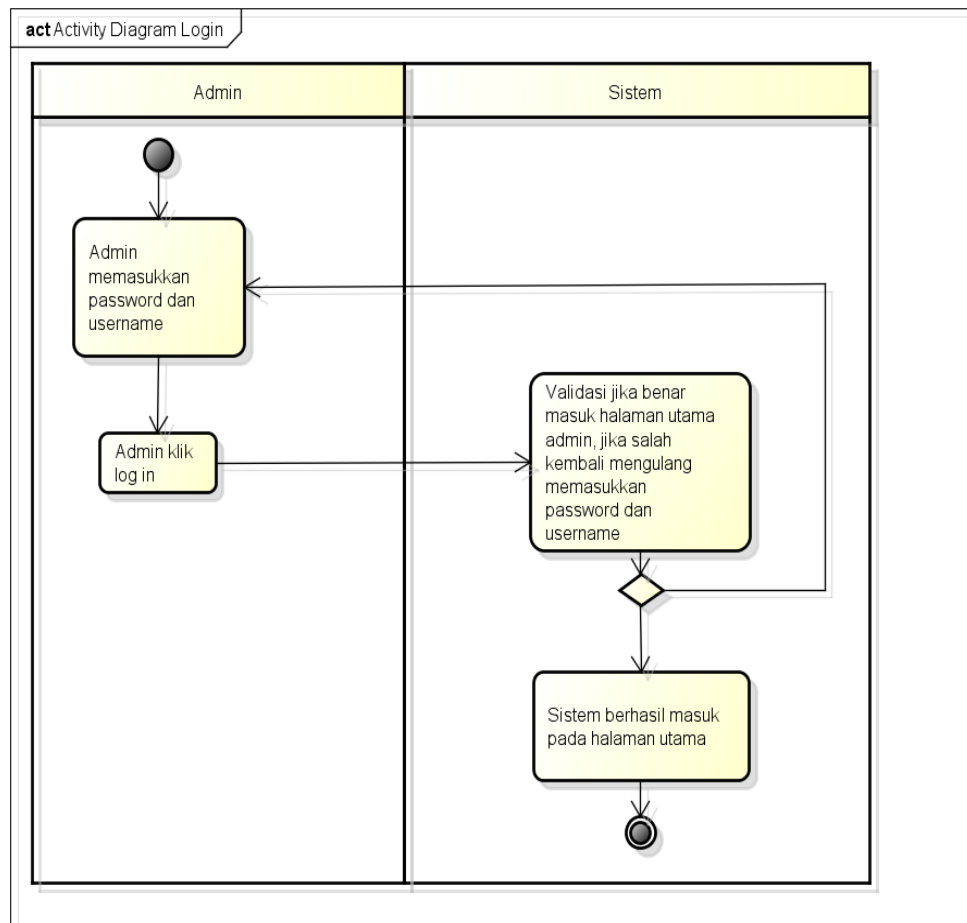 act Activity Diagram Login
Admin
Sistem
Admin
memasukkan
password dan
username
Admin klik
log in
Validasi jika benar
masuk halaman utama
admin, jika salah
kembali mengulang
memasukkan
password dan
username
Sistem berhasil masuk
pada halaman utama